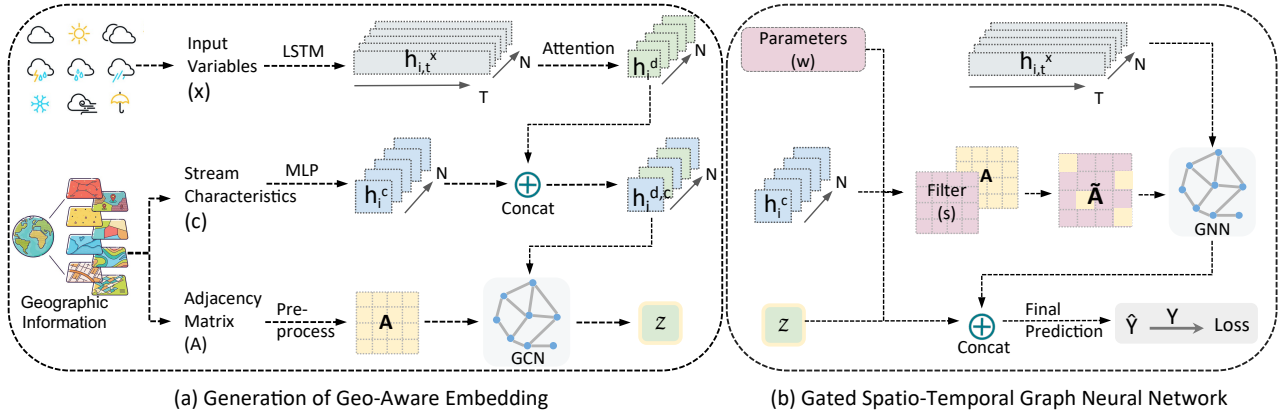 Input
Variables
(x)
LSTM
h_{i,t}^x
N
T
Attention
h_i^d
N
Stream
Characteristics
(c)
MLP
h_i^c
N
Concat
h_i^{d,c}
N
Geographic
Information
Adjacency
Matrix
(A)
Pre-
process
A
GCN
z
(a) Generation of Geo-Aware Embedding
Parameters
(w)
h_{i,t}^x
N
T
h_i^c
N
Filter
(s)
A
Ã
GNN
z
Concat
Final
Prediction
Ŷ
Y
Loss
(b) Gated Spatio-Temporal Graph Neural Network